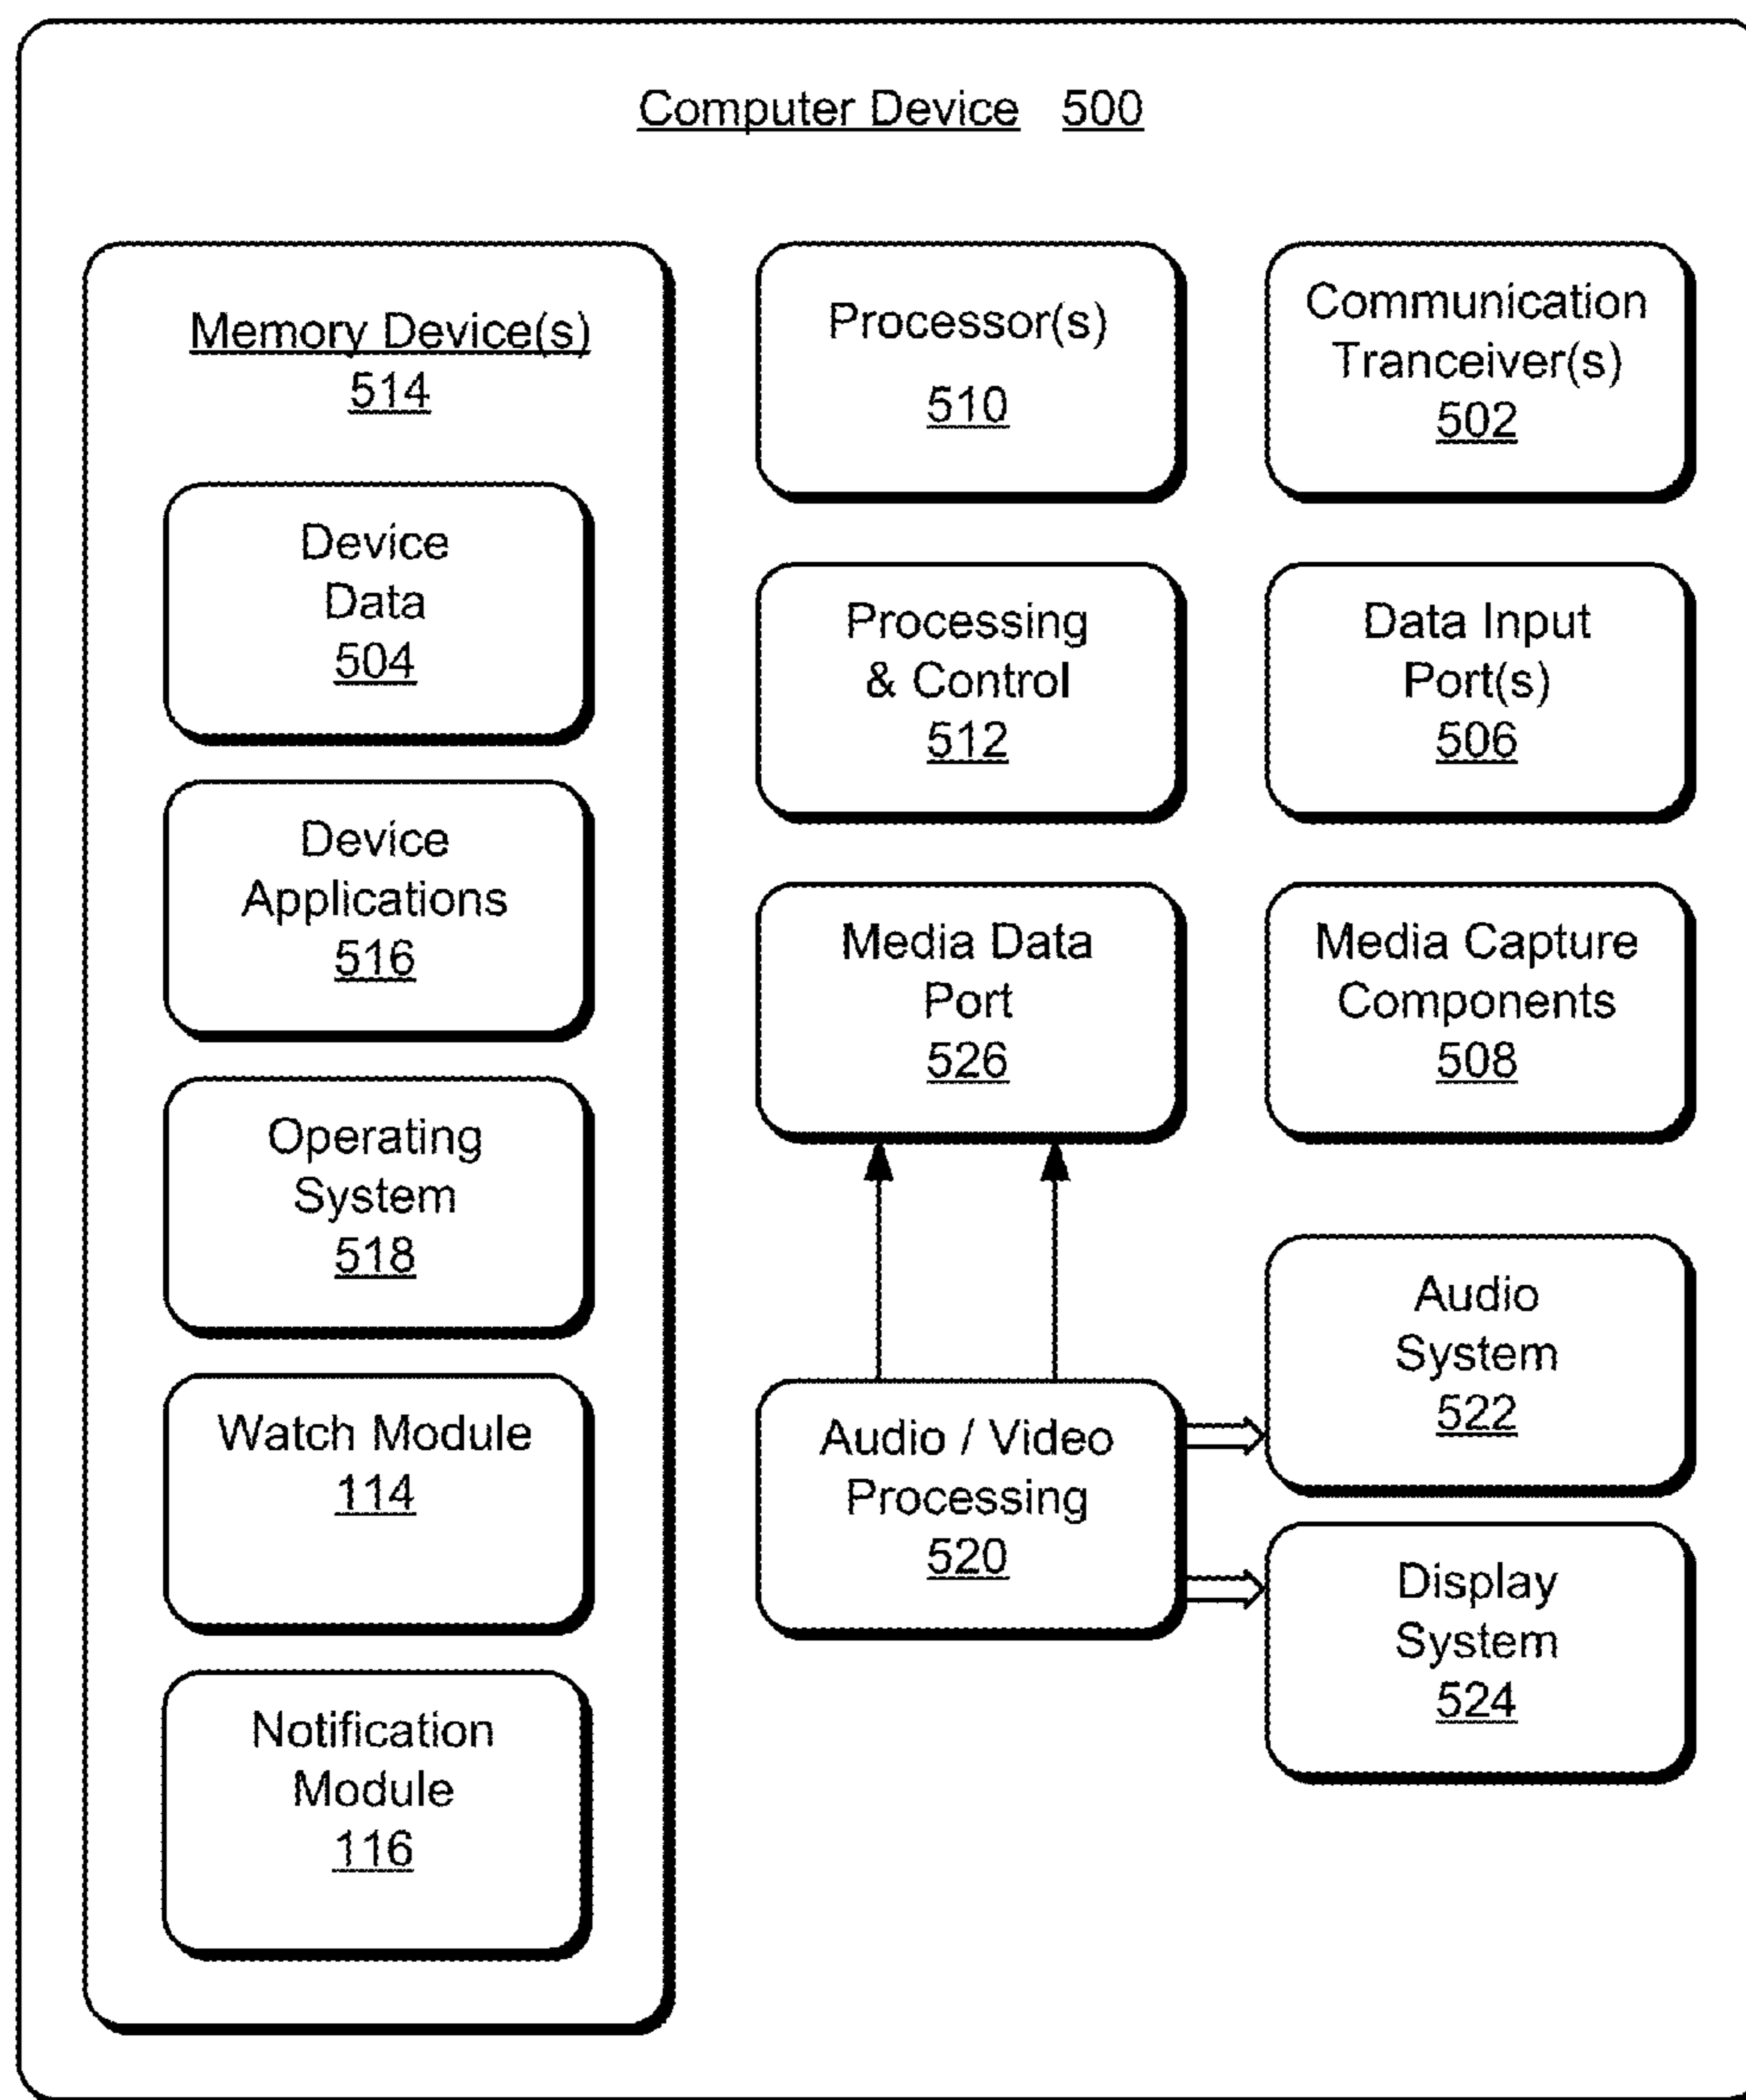 Computer Device 500
Memory Device(s)
514
Device
Data
504
Device
Applications
516
Operating
System
518
Watch Module
114
Notification
Module
116
Processor(s)
510
Communication
Tranceiver(s)
502
Processing
& Control
512
Data Input
Port(s)
506
Media Data
Port
526
Media Capture
Components
508
Audio / Video
Processing
520
Audio
System
522
Display
System
524